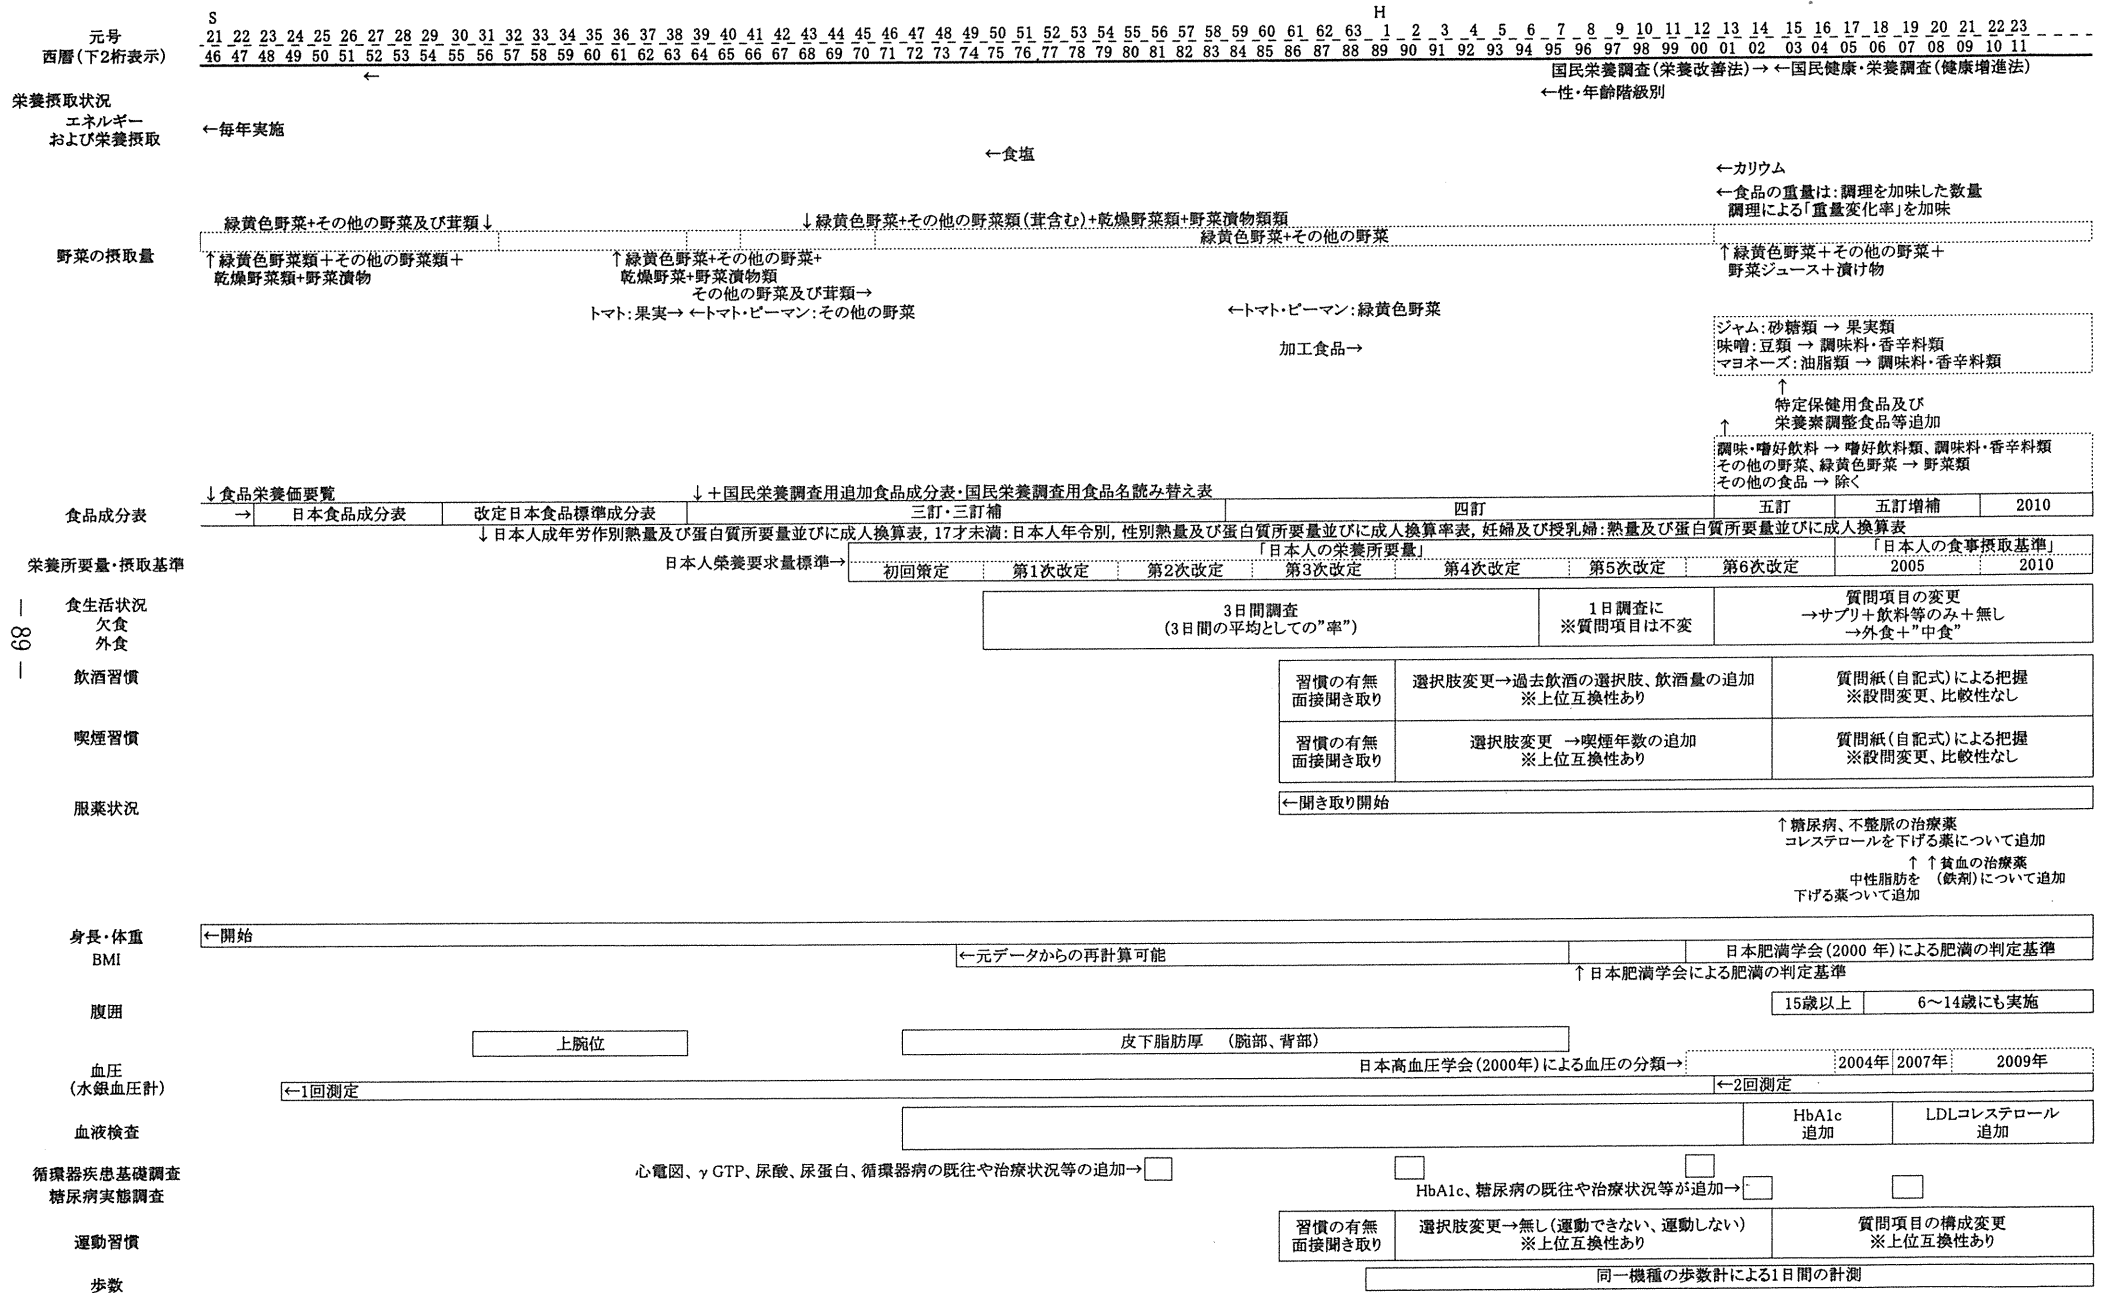 S H
元号 21 22 23 24 25 26 27 28 29 30 31 32 33 34 35 36 37 38 39 40 41 42 43 44 45 46 47 48 49 50 51 52 53 54 55 56 57 58 59 60 61 62 63 1 2 3 4 5 6 7 8 9 10 11 12 13 14 15 16 17 18 19 20 21 22 23
西暦(下2桁表示) 46 47 48 49 50 51 52 53 54 55 56 57 58 59 60 61 62 63 64 65 66 67 68 69 70 71 72 73 74 75 76 77 78 79 80 81 82 83 84 85 86 87 88 89 90 91 92 93 94 95 96 97 98 99 00 01 02 03 04 05 06 07 08 09 10 11
← 国民栄養調査(栄養改善法)→ ←国民健康・栄養調査(健康増進法)
栄養摂取状況 ←性・年齢階級別
エネルギー
および栄養摂取 ←毎年実施
←食塩
←カリウム
←食品の重量は:調理を加味した数量
調理による「重量変化率」を加味
緑黄色野菜+その他の野菜及び茸類↓ ↓緑黄色野菜+その他の野菜類(茸含む)+乾燥野菜類+野菜漬物類類
緑黄色野菜+その他の野菜
野菜の摂取量 ↑緑黄色野菜類+その他の野菜類+ ↑緑黄色野菜+その他の野菜+ ↑緑黄色野菜+その他の野菜+
乾燥野菜類+野菜漬物 乾燥野菜+野菜漬物類 野菜ジュース+漬け物
その他の野菜及び茸類→
トマト:果実→ ←トマト・ピーマン:その他の野菜 ←トマト・ピーマン:緑黄色野菜
ジャム:砂糖類 → 果実類
加工食品→ 味噌:豆類 → 調味料・香辛料類
マヨネーズ:油脂類 → 調味料・香辛料類
↑
特定保健用食品及び
↑ 栄養素調整食品等追加
調味・嗜好飲料 → 嗜好飲料類、調味料・香辛料類
その他の野菜、緑黄色野菜 → 野菜類
その他の食品 → 除く
↓食品栄養価要覧 ↓+国民栄養調査用追加食品成分表・国民栄養調査用食品名読み替え表
食品成分表 → 日本食品成分表 改定日本食品標準成分表 三訂・三訂補 四訂 五訂 五訂増補 2010
↓日本人成年労作別熱量及び蛋白質所要量並びに成人換算表, 17才未満:日本人年令別, 性別熱量及び蛋白質所要量並びに成人換算率表, 妊婦及び授乳婦:熱量及び蛋白質所要量並びに成人換算表
「日本人の栄養所要量」 「日本人の食事摂取基準」
栄養所要量・摂取基準 日本人榮養要求量標準→ 初回策定 第1次改定 第2次改定 第3次改定 第4次改定 第5次改定 第6次改定 2005 2010
食生活状況 3日間調査 1日調査に 質問項目の変更
欠食 (3日間の平均としての”率”) ※質問項目は不変 →サプリ+飲料等のみ+無し
外食 →外食+”中食”
飲酒習慣 習慣の有無 選択肢変更→過去飲酒の選択肢、飲酒量の追加 質問紙(自記式)による把握
面接聞き取り ※上位互換性あり ※設問変更、比較性なし
喫煙習慣 習慣の有無 選択肢変更 →喫煙年数の追加 質問紙(自記式)による把握
面接聞き取り ※上位互換性あり ※設問変更、比較性なし
服薬状況 ←聞き取り開始
↑糖尿病、不整脈の治療薬
コレステロールを下げる薬について追加
↑ ↑貧血の治療薬
中性脂肪を (鉄剤)について追加
下げる薬ついて追加
身長・体重 ←開始
BMI ←元データからの再計算可能 日本肥満学会(2000 年)による肥満の判定基準
↑日本肥満学会による肥満の判定基準
腹囲 15歳以上 6~14歳にも実施
上腕位 皮下脂肪厚 (腕部、背部)
血圧 日本高血圧学会(2000年)による血圧の分類→ 2004年 2007年 2009年
(水銀血圧計) ←1回測定 ←2回測定
血液検査 HbA1c LDLコレステロール
追加 追加
循環器疾患基礎調査 心電図、γGTP、尿酸、尿蛋白、循環器病の既往や治療状況等の追加→
糖尿病実態調査 HbA1c、糖尿病の既往や治療状況等が追加→
運動習慣 習慣の有無 選択肢変更→無し(運動できない、運動しない) 質問項目の構成変更
面接聞き取り ※上位互換性あり ※上位互換性あり
歩数 同一機種の歩数計による1日間の計測
— 89 —